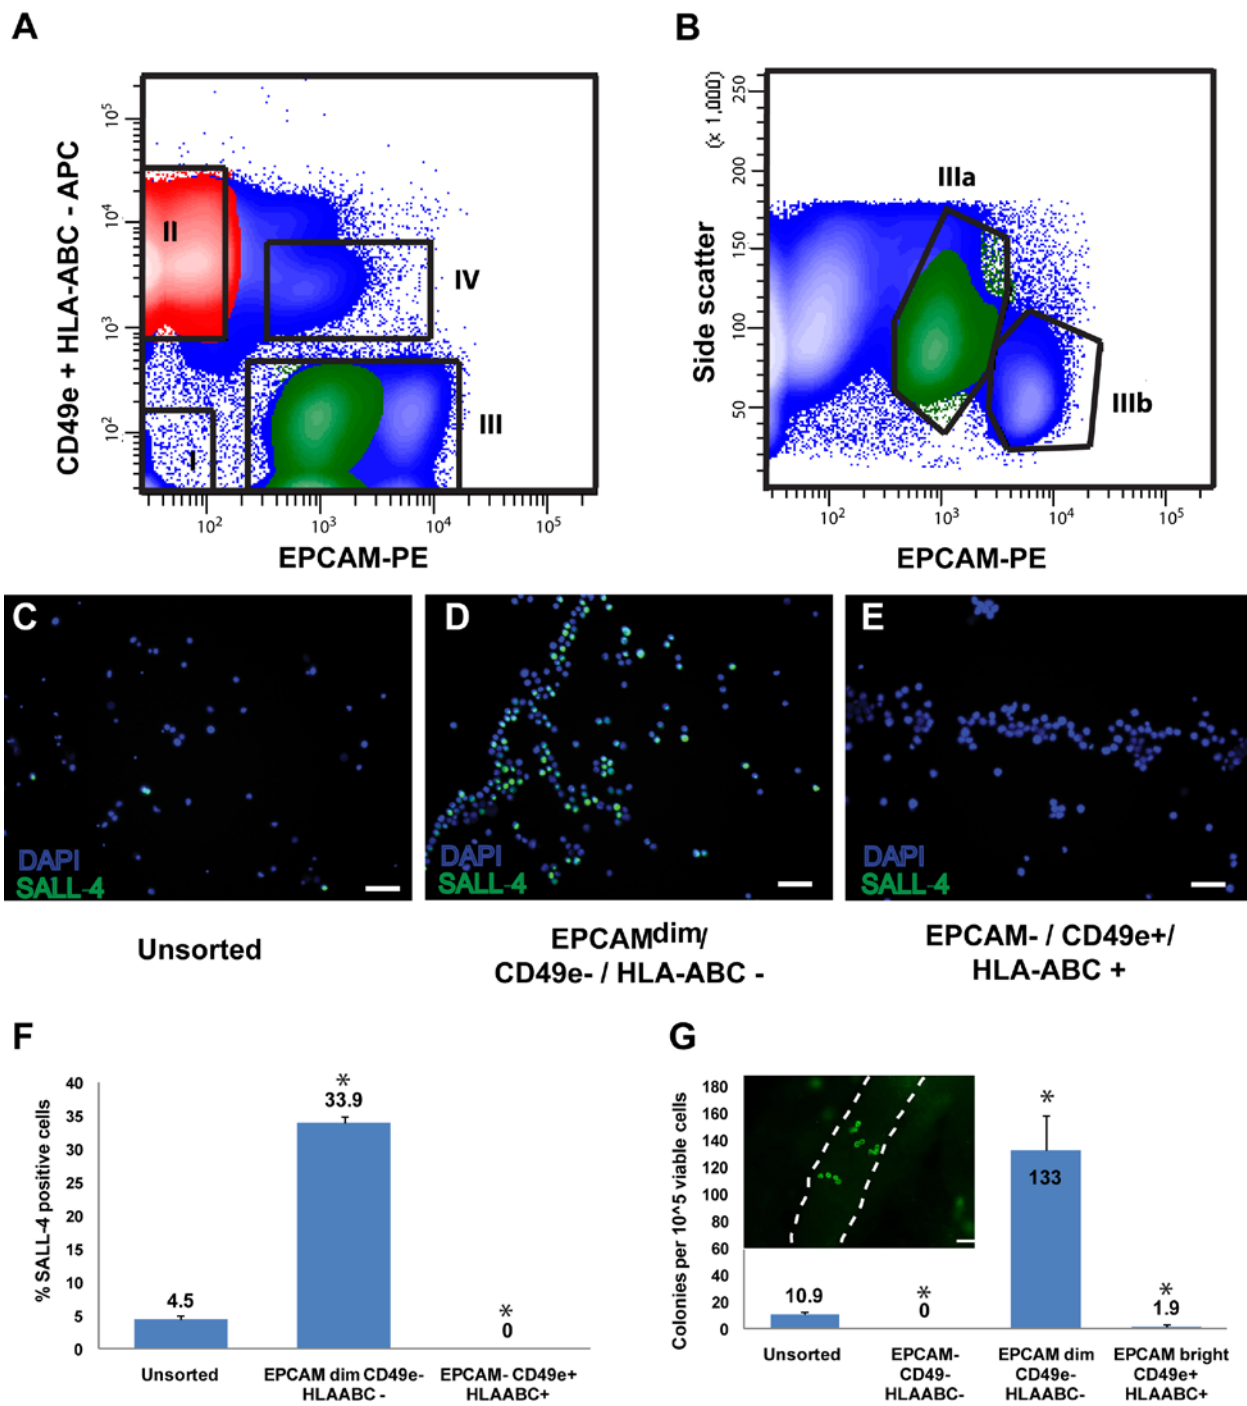 A
CD49e + HLA-ABC - APC
10^5
10^4
10^3
10^2
II
IV
III
I
10^2 10^3 10^4 10^5
EPCAM-PE
B
Side scatter
(x 1,000)
250
200
150
100
50
IIIa
IIIb
10^2 10^3 10^4 10^5
EPCAM-PE
C
DAPI
SALL-4
Unsorted
D
DAPI
SALL-4
EPCAMdim/
CD49e- / HLA-ABC -
E
DAPI
SALL-4
EPCAM- / CD49e+/
HLA-ABC +
F
% SALL-4 positive cells
40
35
30
25
20
15
10
5
0
4.5
*
33.9
*
0
Unsorted
EPCAM dim CD49e-
HLAABC -
EPCAM- CD49e+
HLAABC+
G
Colonies per 10^5 viable cells
180
160
140
120
100
80
60
40
20
0
10.9
*
0
*
133
*
1.9
Unsorted
EPCAM-
CD49-
HLAABC-
EPCAM dim
CD49e-
HLAABC-
EPCAM bright
CD49e+
HLAABC+